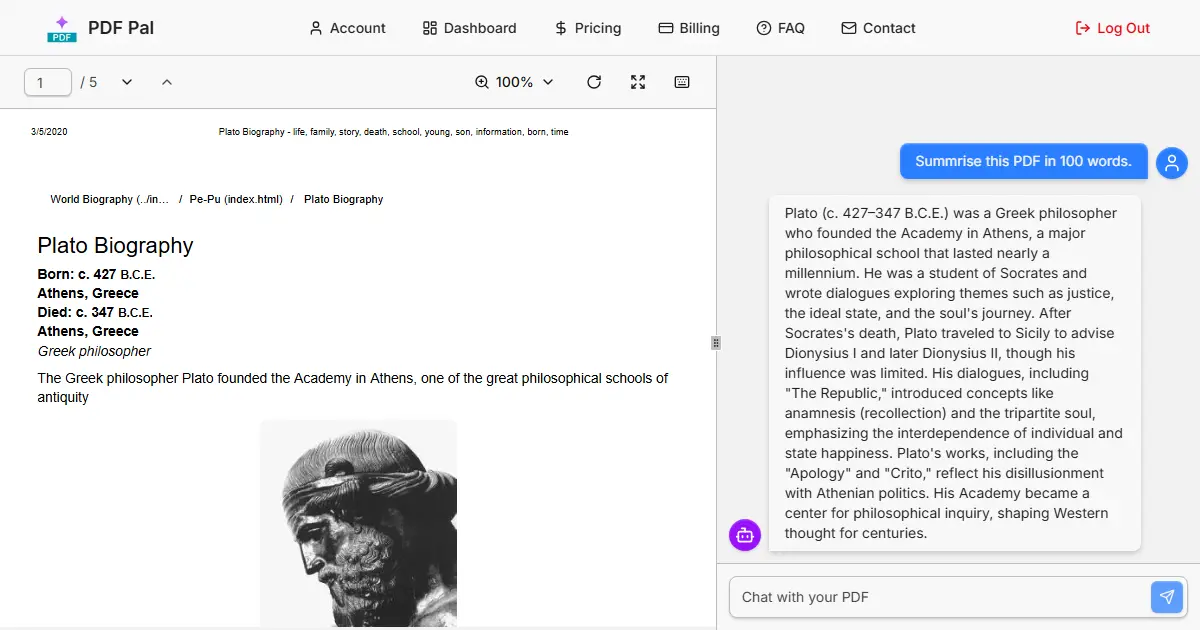 PDF
PDF Pal
Account
Dashboard
Pricing
Billing
FAQ
Contact
Log Out
1
/ 5
100%
3/5/2020
Plato Biography - life, family, story, death, school, young, son, information, born, time
World Biography (../in... / Pe-Pu (index.html) / Plato Biography
Plato Biography
Born: c. 427 B.C.E.
Athens, Greece
Died: c. 347 B.C.E.
Athens, Greece
Greek philosopher
The Greek philosopher Plato founded the Academy in Athens, one of the great philosophical schools of
antiquity
Summrise this PDF in 100 words.
Plato (c. 427–347 B.C.E.) was a Greek philosopher
who founded the Academy in Athens, a major
philosophical school that lasted nearly a
millennium. He was a student of Socrates and
wrote dialogues exploring themes such as justice,
the ideal state, and the soul's journey. After
Socrates's death, Plato traveled to Sicily to advise
Dionysius I and later Dionysius II, though his
influence was limited. His dialogues, including
"The Republic," introduced concepts like
anamnesis (recollection) and the tripartite soul,
emphasizing the interdependence of individual and
state happiness. Plato's works, including the
"Apology" and "Crito," reflect his disillusionment
with Athenian politics. His Academy became a
center for philosophical inquiry, shaping Western
thought for centuries.
Chat with your PDF